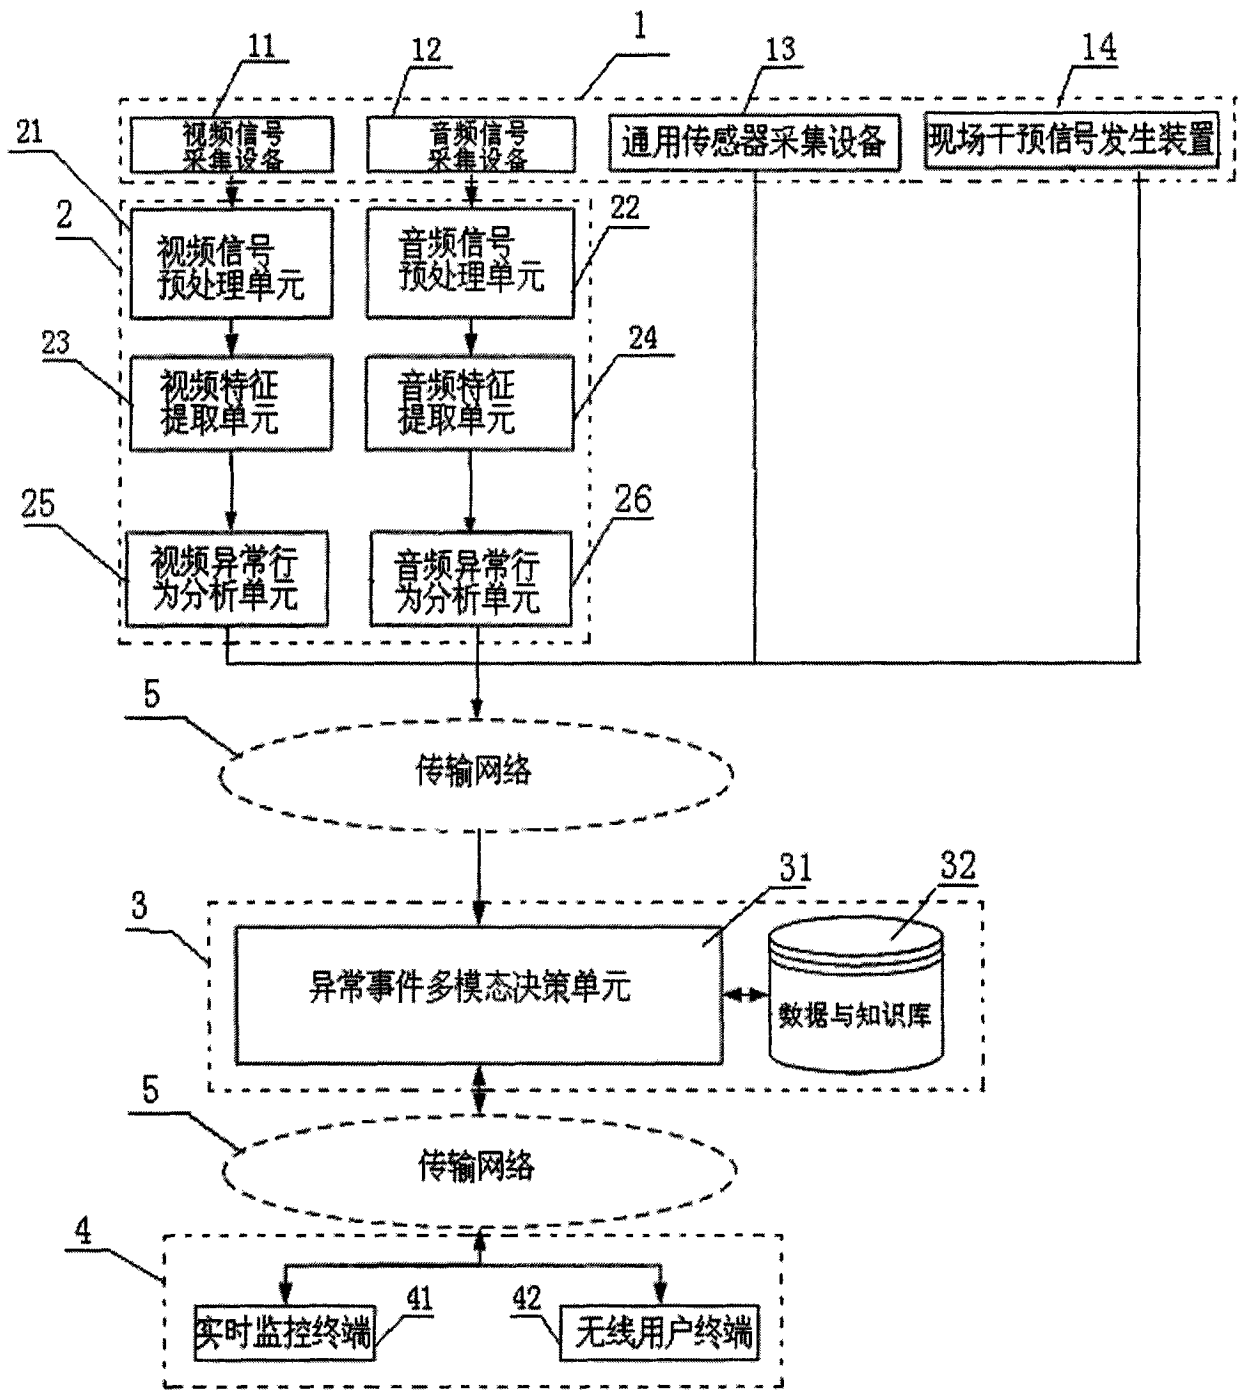 1
11
12
13
14
视频信号
采集设备
音频信号
采集设备
通用传感器采集设备
现场干预信号发生装置
21
2
22
视频信号
预处理单元
音频信号
预处理单元
23
24
视频特征
提取单元
音频特征
提取单元
25
26
视频异常行
为分析单元
音频异常行
为分析单元
5
传输网络
3
31
32
异常事件多模态决策单元
数据与知识库
5
传输网络
4
41
42
实时监控终端
无线用户终端